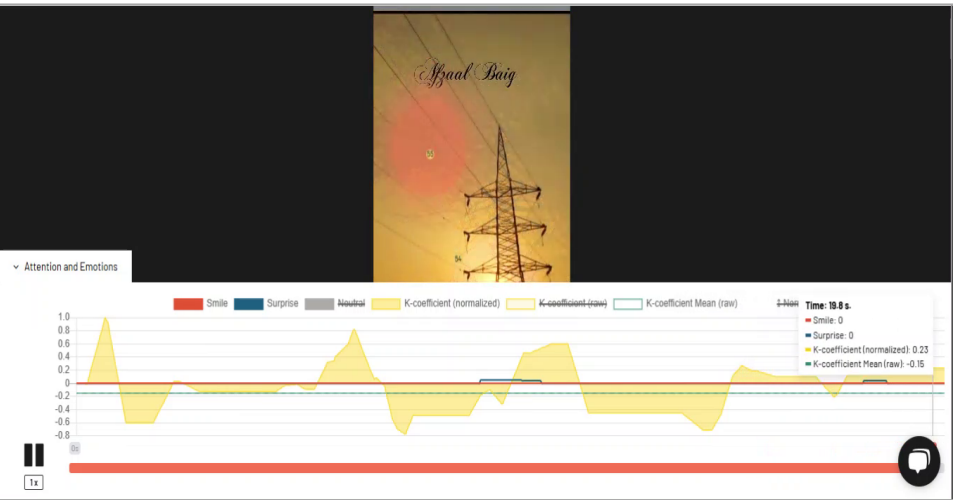 Afzaal Baig
Attention and Emotions
Smile
Surprise
Neutral
K-coefficient (normalized)
K-coefficient (raw)
K-coefficient Mean (raw)
Time: 19.8 s.
Smile: 0
Surprise: 0
K-coefficient (normalized): 0.23
K-coefficient Mean (raw): -0.15
1.0
0.8
0.6
0.4
0.2
0
-0.2
-0.4
-0.6
-0.8
0s
1x